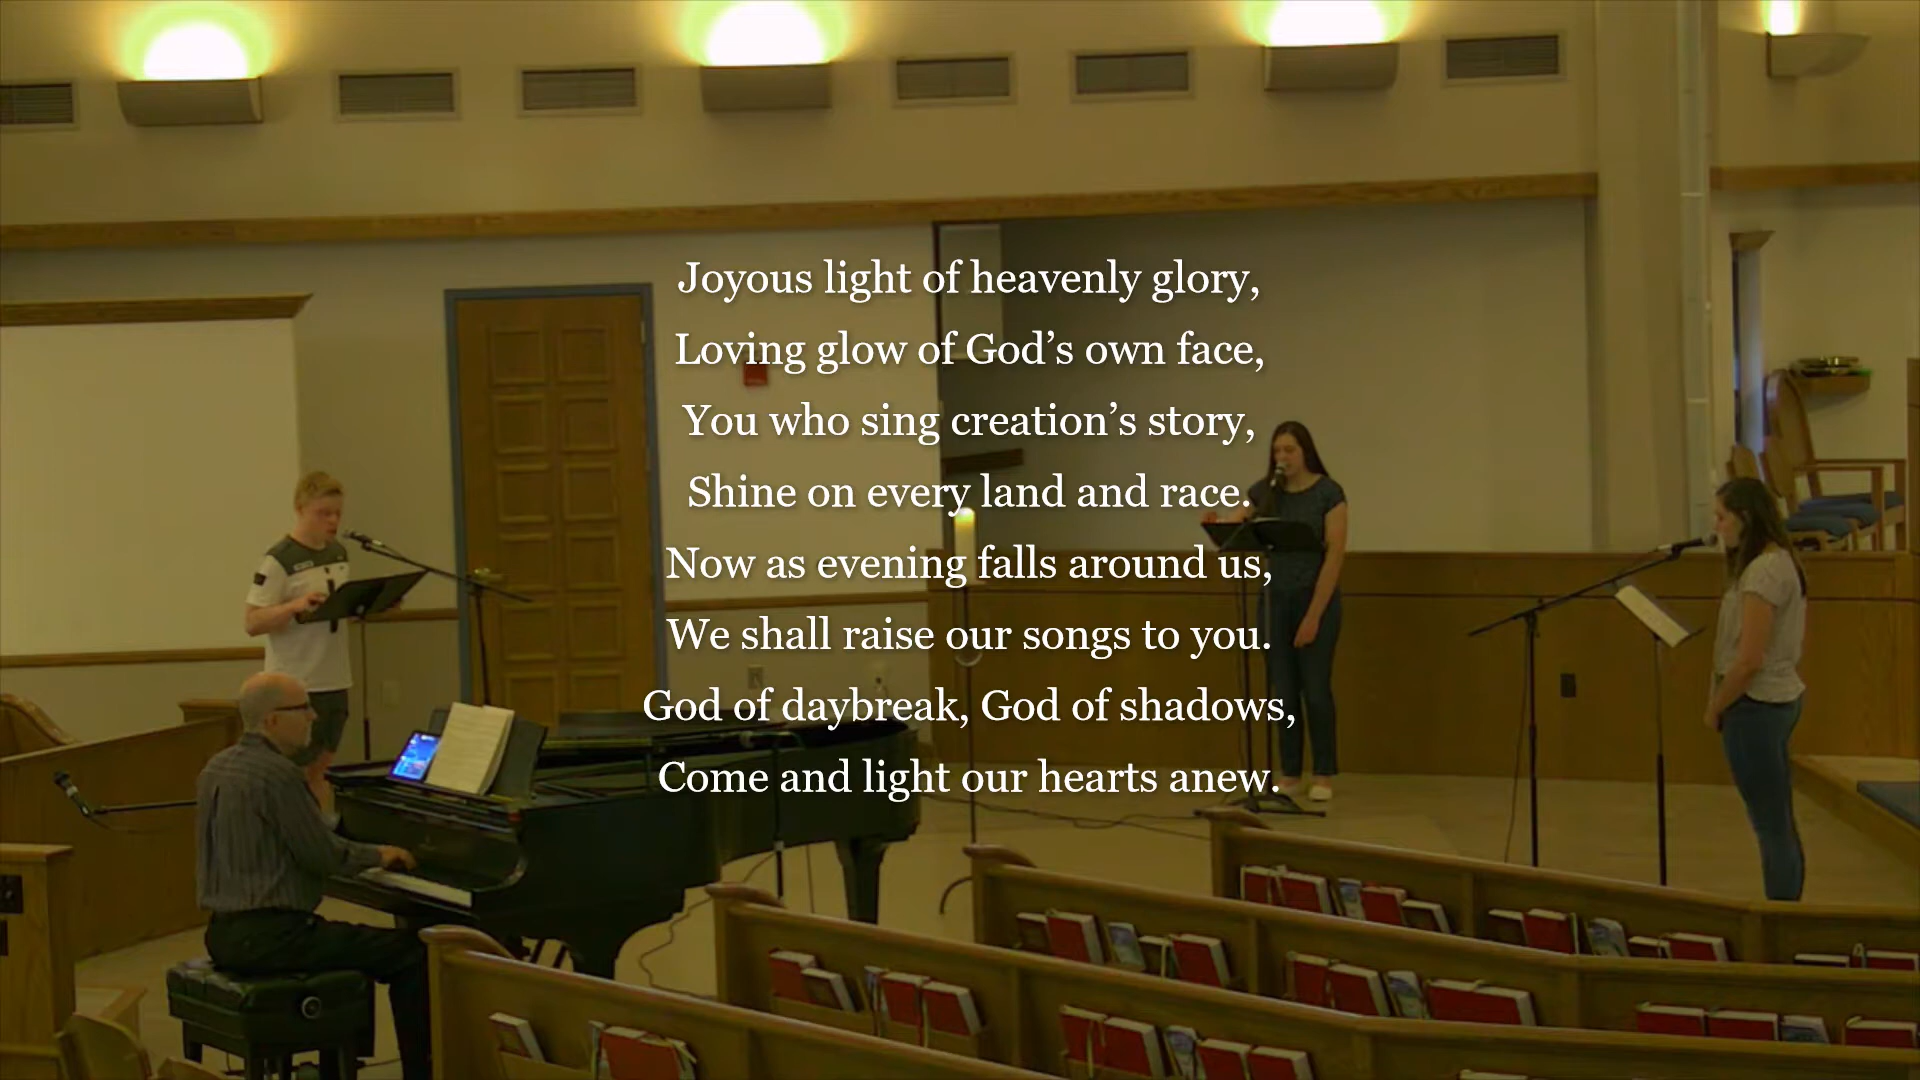 Joyous light of heavenly glory,
Loving glow of God’s own face,
You who sing creation’s story,
Shine on every land and race.
Now as evening falls around us,
We shall raise our songs to you.
God of daybreak, God of shadows,
Come and light our hearts anew.